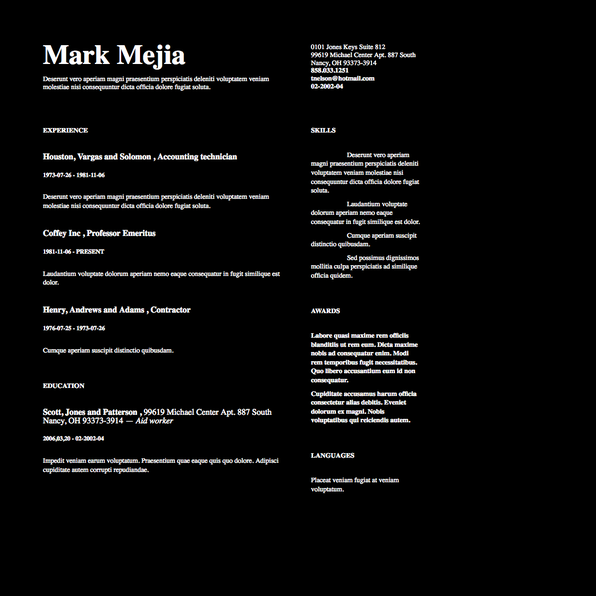 Mark Mejia
Deserunt vero aperiam magni praesentium perspiciatis deleniti voluptatem veniam
molestiae nisi consequuntur dicta officia dolore fugiat soluta.
0101 Jones Keys Suite 812
99619 Michael Center Apt. 887 South
Nancy, OH 93373-3914
858.033.1251
tnelson@hotmail.com
02-2002-04
EXPERIENCE
Houston, Vargas and Solomon , Accounting technician
1973-07-26 - 1981-11-06
Deserunt vero aperiam magni praesentium perspiciatis deleniti voluptatem veniam
molestiae nisi consequuntur dicta officia dolore fugiat soluta.
Coffey Inc , Professor Emeritus
1981-11-06 - PRESENT
Laudantium voluptate dolorum aperiam nemo eaque consequatur in fugit similique est
dolor.
Henry, Andrews and Adams , Contractor
1976-07-25 - 1973-07-26
Cumque aperiam suscipit distinctio quibusdam.
EDUCATION
Scott, Jones and Patterson , 99619 Michael Center Apt. 887 South
Nancy, OH 93373-3914 — Aid worker
2006,03,20 - 02-2002-04
Impedit veniam earum voluptatum. Praesentium quae eaque quis quo dolore. Adipisci
cupiditate autem corrupti repudiandae.
SKILLS
Deserunt vero aperiam
magni praesentium perspiciatis deleniti
voluptatem veniam molestiae nisi
consequuntur dicta officia dolore fugiat
soluta.
Laudantium voluptate
dolorum aperiam nemo eaque
consequatur in fugit similique est dolor.
Cumque aperiam suscipit
distinctio quibusdam.
Sed possimus dignissimos
mollitia culpa perspiciatis ad similique
officia quidem.
AWARDS
Labore quasi maxime rem officiis
blanditiis ut rem eum. Dicta maxime
nobis ad consequatur enim. Modi
rem temporibus fugit necessitatibus.
Quo libero accusantium eum id non
consequatur.
Cupiditate accusamus harum officia
consectetur alias debitis. Eveniet
dolorum ex magni. Nobis
voluptatibus qui reiciendis autem.
LANGUAGES
Placeat veniam fugiat at veniam
voluptatum.